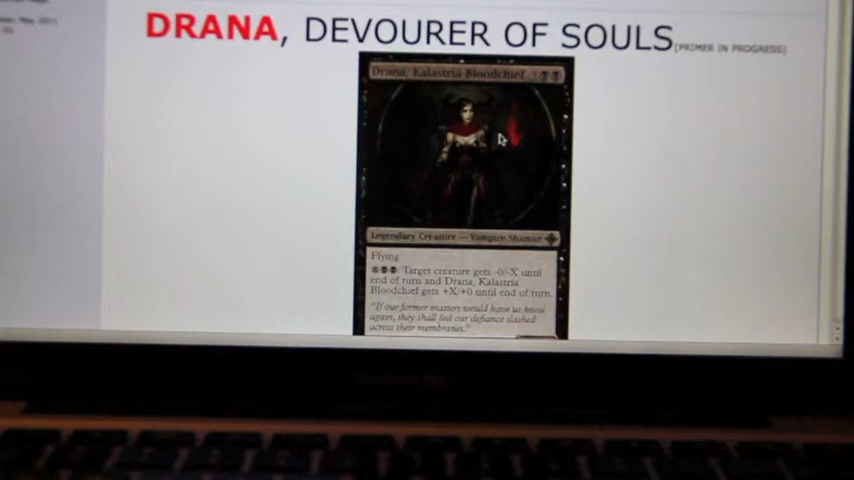 DRANA, DEVOURER OF SOULS[PRIMER IN PROGRESS]
Drana, Kalastria Bloodchief 3
Legendary Creature — Vampire Shaman
Flying
Target creature gets -0/-X until
end of turn and Drana, Kalastria
Bloodchief gets +X/+0 until end of turn.
"If our former masters would have us kneel
again, they shall feel our defiance slashed
across their membranes."